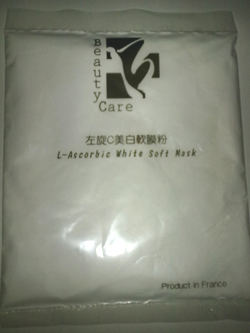 Beauty
Care
左旋C美白軟膜粉
L-Ascorbic White Soft Mask
Product in France